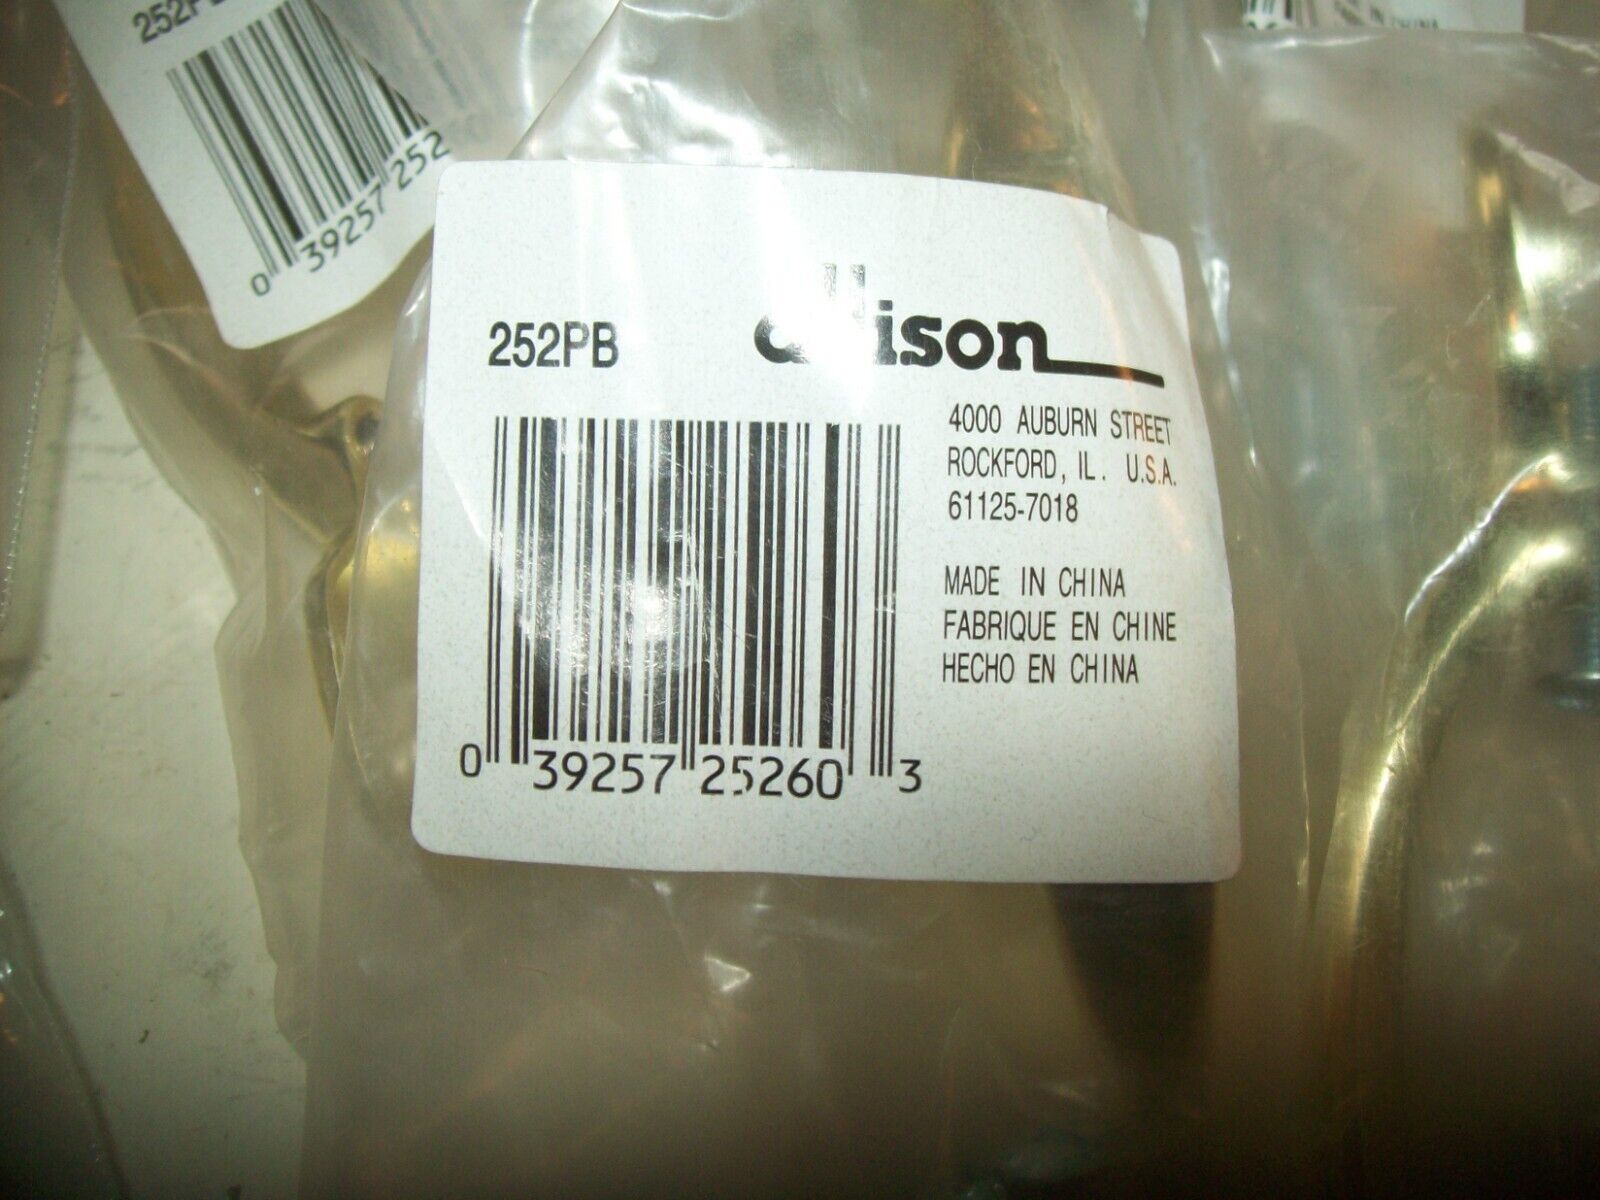 252PB
allison
4000 AUBURN STREET
ROCKFORD, IL. U.S.A.
61125-7018
MADE IN CHINA
FABRIQUE EN CHINE
HECHO EN CHINA
0 39257 25260 3
0 39257 252